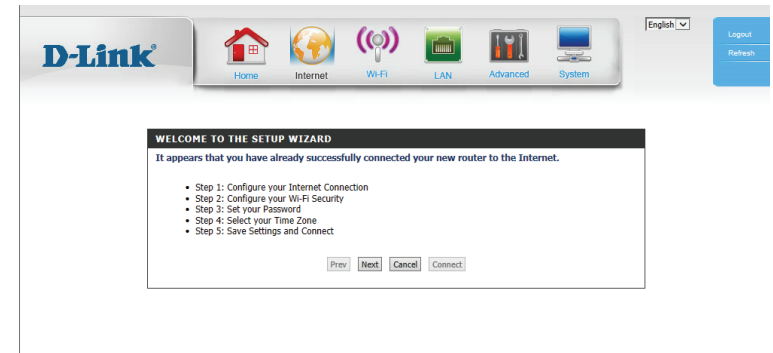 English
Logout
Refresh
D-Link®
Home
Internet
Wi-Fi
LAN
Advanced
System
WELCOME TO THE SETUP WIZARD
It appears that you have already successfully connected your new router to the Internet.
• Step 1: Configure your Internet Connection
• Step 2: Configure your Wi-Fi Security
• Step 3: Set your Password
• Step 4: Select your Time Zone
• Step 5: Save Settings and Connect
Prev Next Cancel Connect